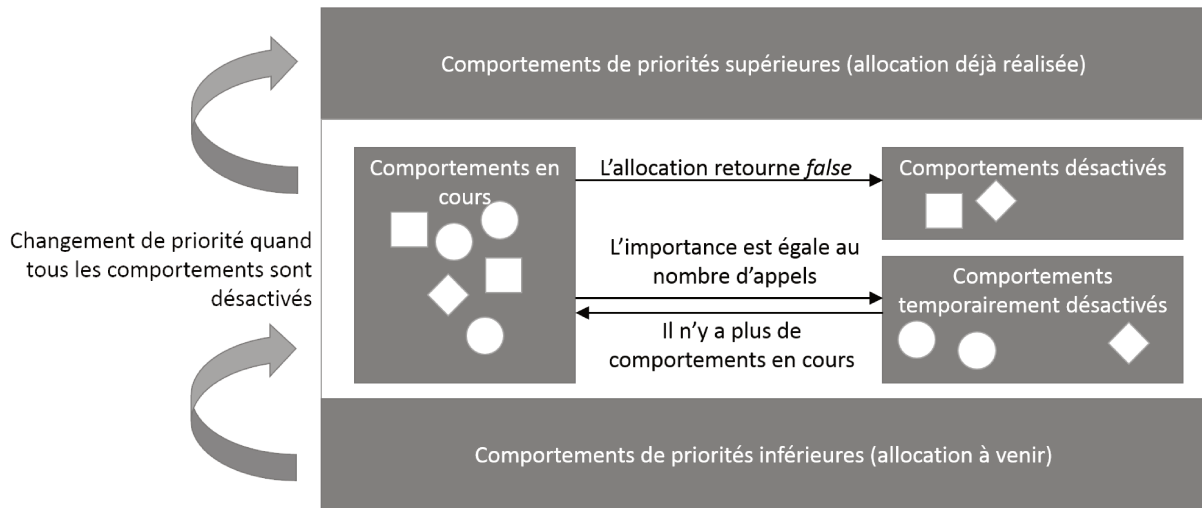 Comportements de priorités supérieures (allocation déjà réalisée)
Comportements en
cours
L’allocation retourne false
Comportements désactivés
Changement de priorité quand
tous les comportements sont
désactivés
L’importance est égale au
nombre d’appels
Il n’y a plus de
comportements en cours
Comportements
temporairement désactivés
Comportements de priorités inférieures (allocation à venir)